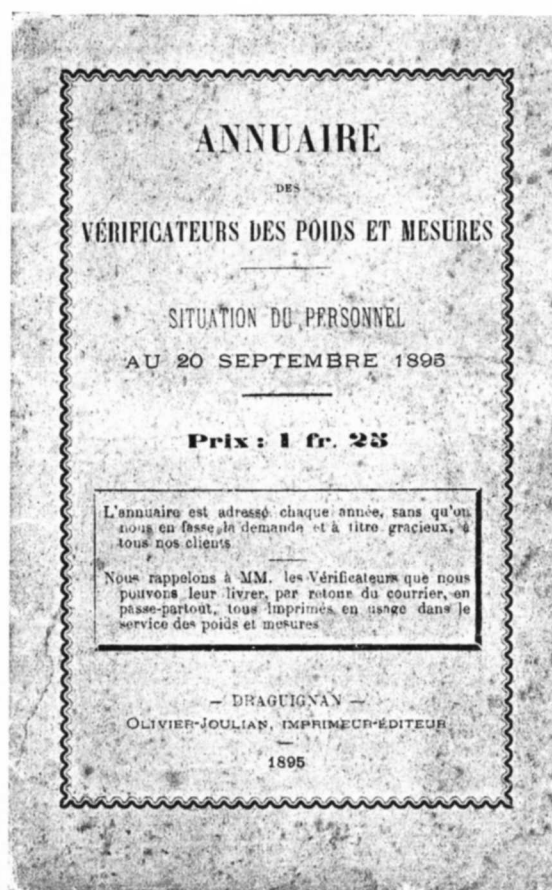 ANNUAIRE
DES
VÉRIFICATEURS DES POIDS ET MESURES
SITUATION DU PERSONNEL
AU 20 SEPTEMBRE 1895
Prix : 1 fr. 25
L'annuaire est adressé chaque année, sans qu'on
nous en fasse la demande et à titre gracieux, à
tous nos clients
Nous rappelons à MM. les Vérificateurs que nous
pouvons leur livrer, par retour du courrier, en
passe-partout, tous imprimés en usage dans le
service des poids et mesures
— DRAGUIGNAN —
OLIVIER-JOULIAN, IMPRIMEUR-ÉDITEUR
1895